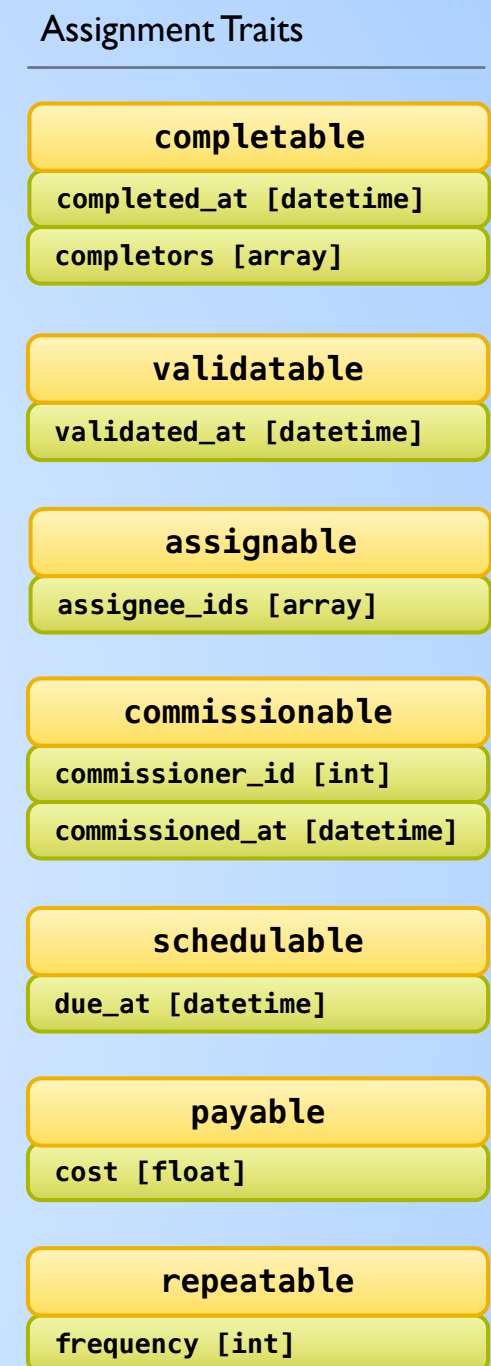 Assignment Traits
completable
completed_at [datetime]
completors [array]
validatable
validated_at [datetime]
assignable
assignee_ids [array]
commissionable
commissioner_id [int]
commissioned_at [datetime]
schedulable
due_at [datetime]
payable
cost [float]
repeatable
frequency [int]